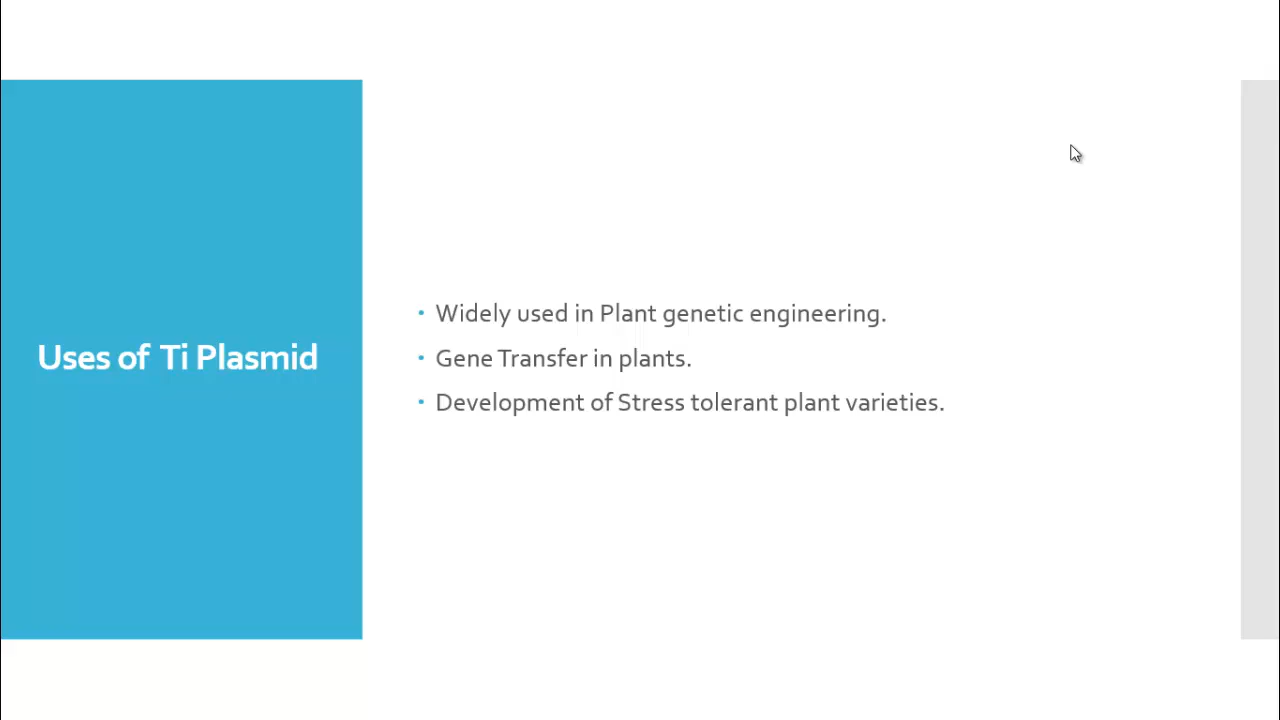 Uses of Ti Plasmid
• Widely used in Plant genetic engineering.
• Gene Transfer in plants.
• Development of Stress tolerant plant varieties.